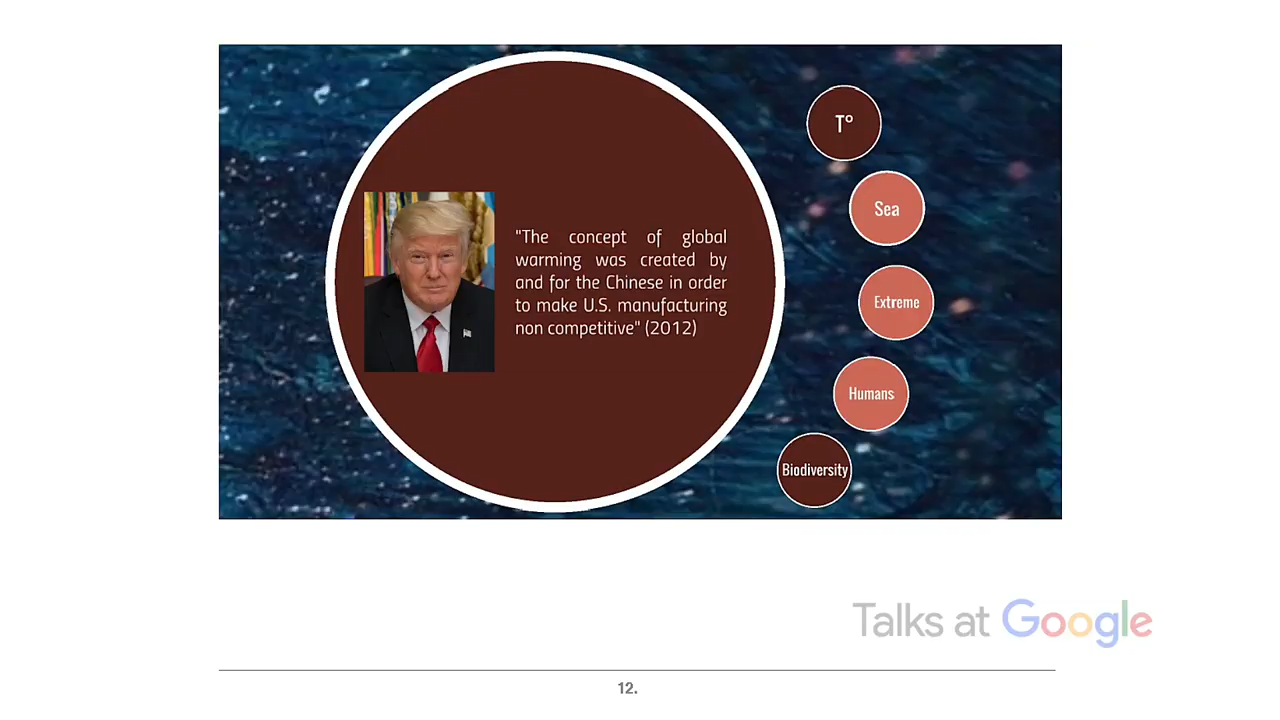 "The concept of global
warming was created by
and for the Chinese in order
to make U.S. manufacturing
non competitive" (2012)
T°
Sea
Extreme
Humans
Biodiversity
Talks at Google
12.